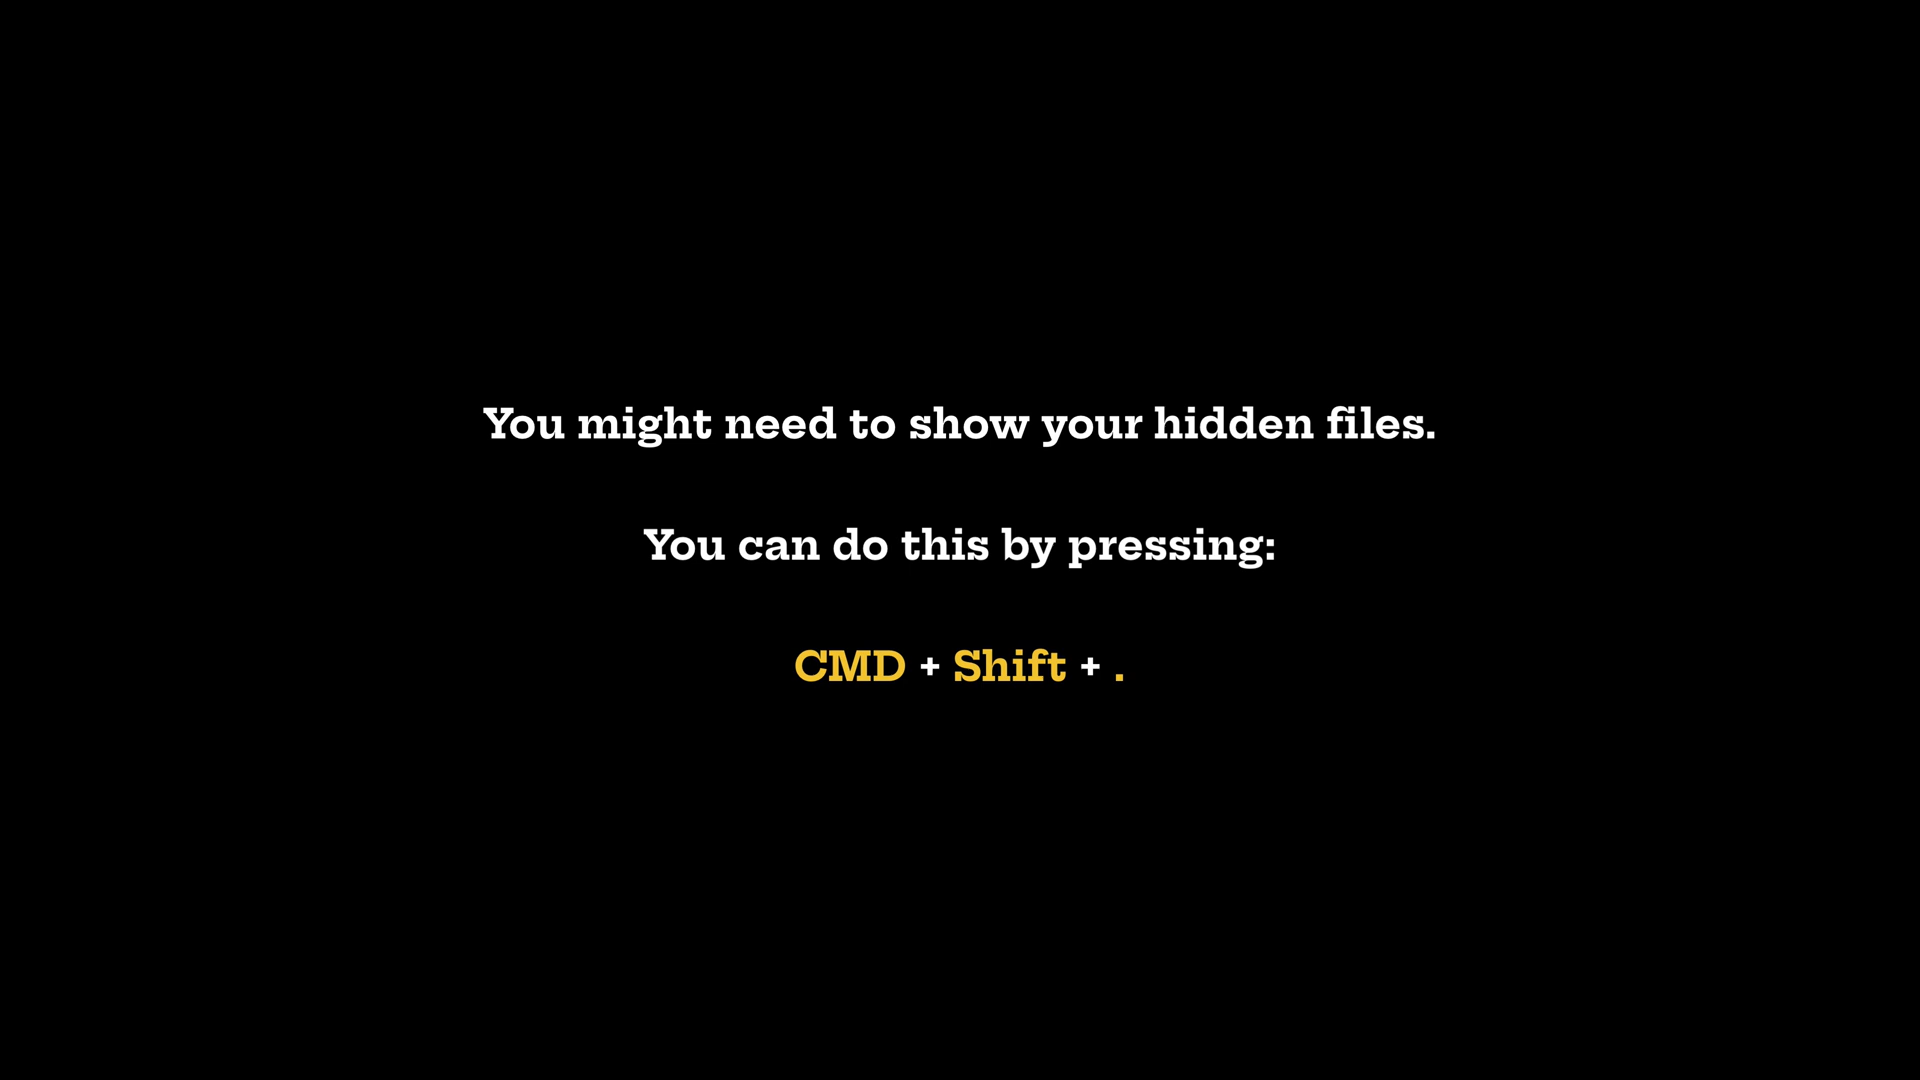 You might need to show your hidden files.
You can do this by pressing:
CMD + Shift + .